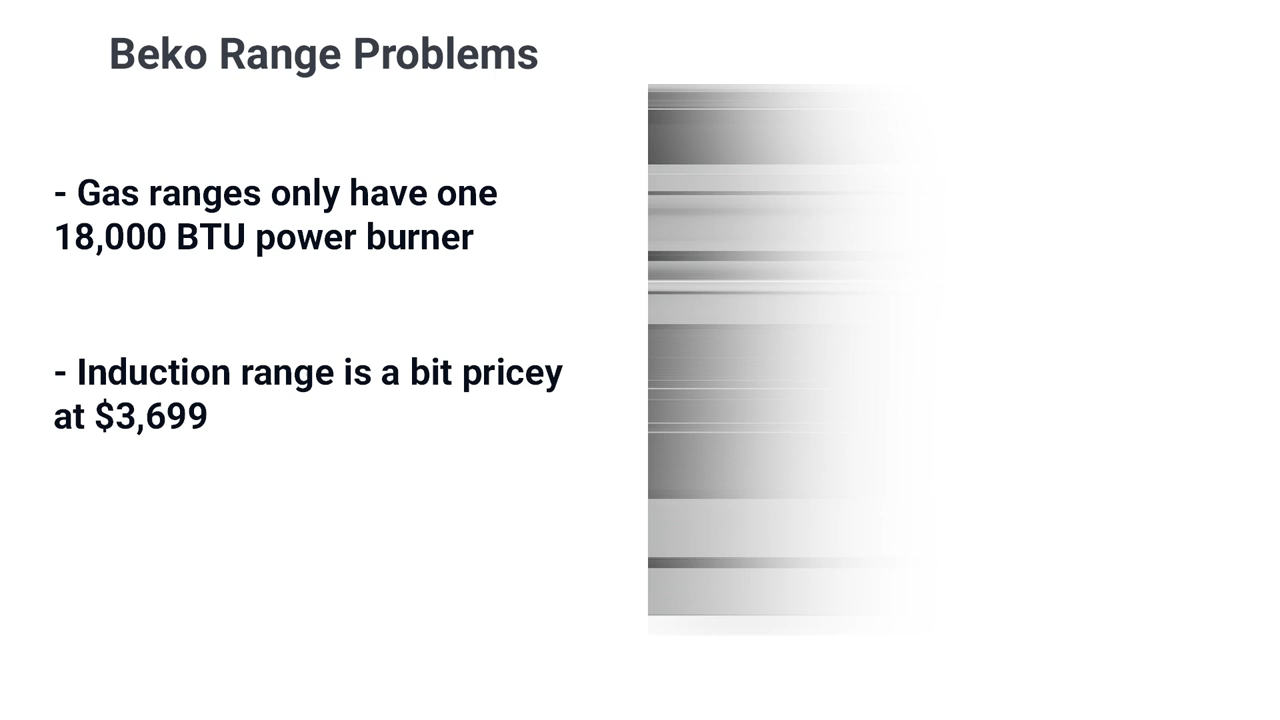 Beko Range Problems
- Gas ranges only have one
18,000 BTU power burner
- Induction range is a bit pricey
at $3,699